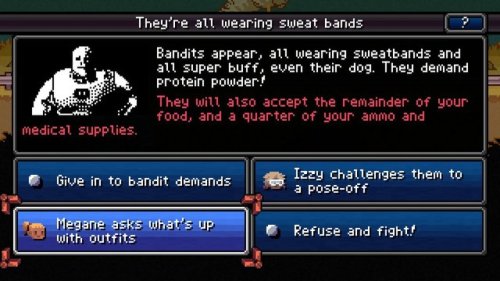 They're all wearing sweat bands
?
Bandits appear, all wearing sweatbands and
all super buff, even their dog. They demand
protein powder!
They will also accept the remainder of your
food, and a quarter of your ammo and
medical supplies.
Give in to bandit demands
Izzy challenges them to
a pose-off
Megane asks what's up
with outfits
Refuse and fight!